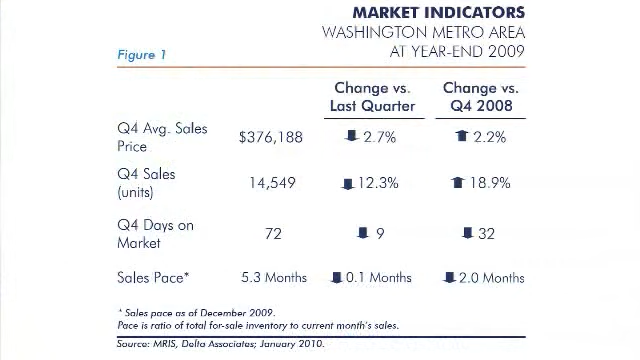 MARKET INDICATORS
WASHINGTON METRO AREA
Figure 1
AT YEAR-END 2009
Change vs.
Last Quarter
Change vs.
Q4 2008
Q4 Avg. Sales
Price
$376,188
2.7%
2.2%
Q4 Sales
(units)
14,549
12.3%
18.9%
Q4 Days on
Market
72
9
32
Sales Pace*
5.3 Months
0.1 Months
2.0 Months
* Sales pace as of December 2009.
Pace is ratio of total for-sale inventory to current month's sales.
Source: MRIS, Delta Associates; January 2010.